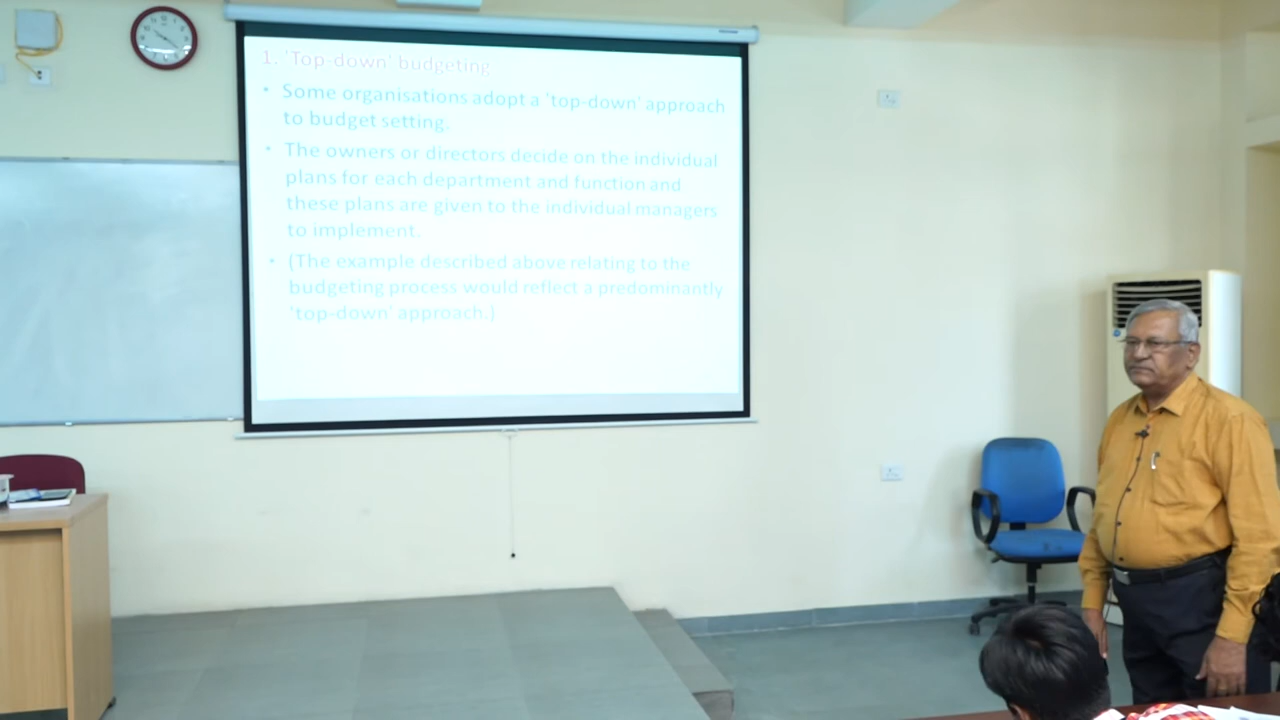 1. 'Top-down' budgeting
• Some organisations adopt a 'top-down' approach
to budget setting.
• The owners or directors decide on the individual
plans for each department and function and
these plans are given to the individual managers
to implement.
• (The example described above relating to the
budgeting process would reflect a predominantly
'top-down' approach.)